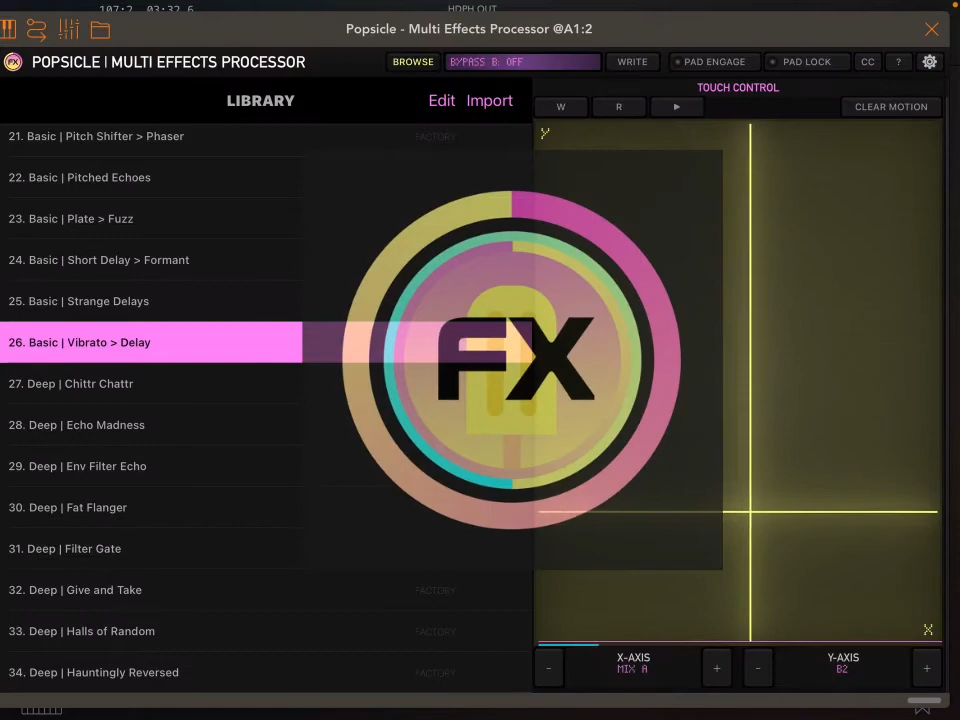 107:2 03:32.6
HDPH OUT
Popsicle - Multi Effects Processor @A1:2
FX
POPSICLE | MULTI EFFECTS PROCESSOR
BROWSE
BYPASS B: OFF
WRITE
PAD ENGAGE
PAD LOCK
CC
?
TOUCH CONTROL
LIBRARY
Edit
Import
W
R
CLEAR MOTION
21. Basic | Pitch Shifter > Phaser
FACTORY
Y
22. Basic | Pitched Echoes
23. Basic | Plate > Fuzz
24. Basic | Short Delay > Formant
25. Basic | Strange Delays
26. Basic | Vibrato > Delay
FX
27. Deep | Chittr Chattr
28. Deep | Echo Madness
29. Deep | Env Filter Echo
30. Deep | Fat Flanger
31. Deep | Filter Gate
32. Deep | Give and Take
FACTORY
33. Deep | Halls of Random
FACTORY
X
34. Deep | Hauntingly Reversed
FACTORY
-
X-AXIS
MIX A
+
-
Y-AXIS
B2
+